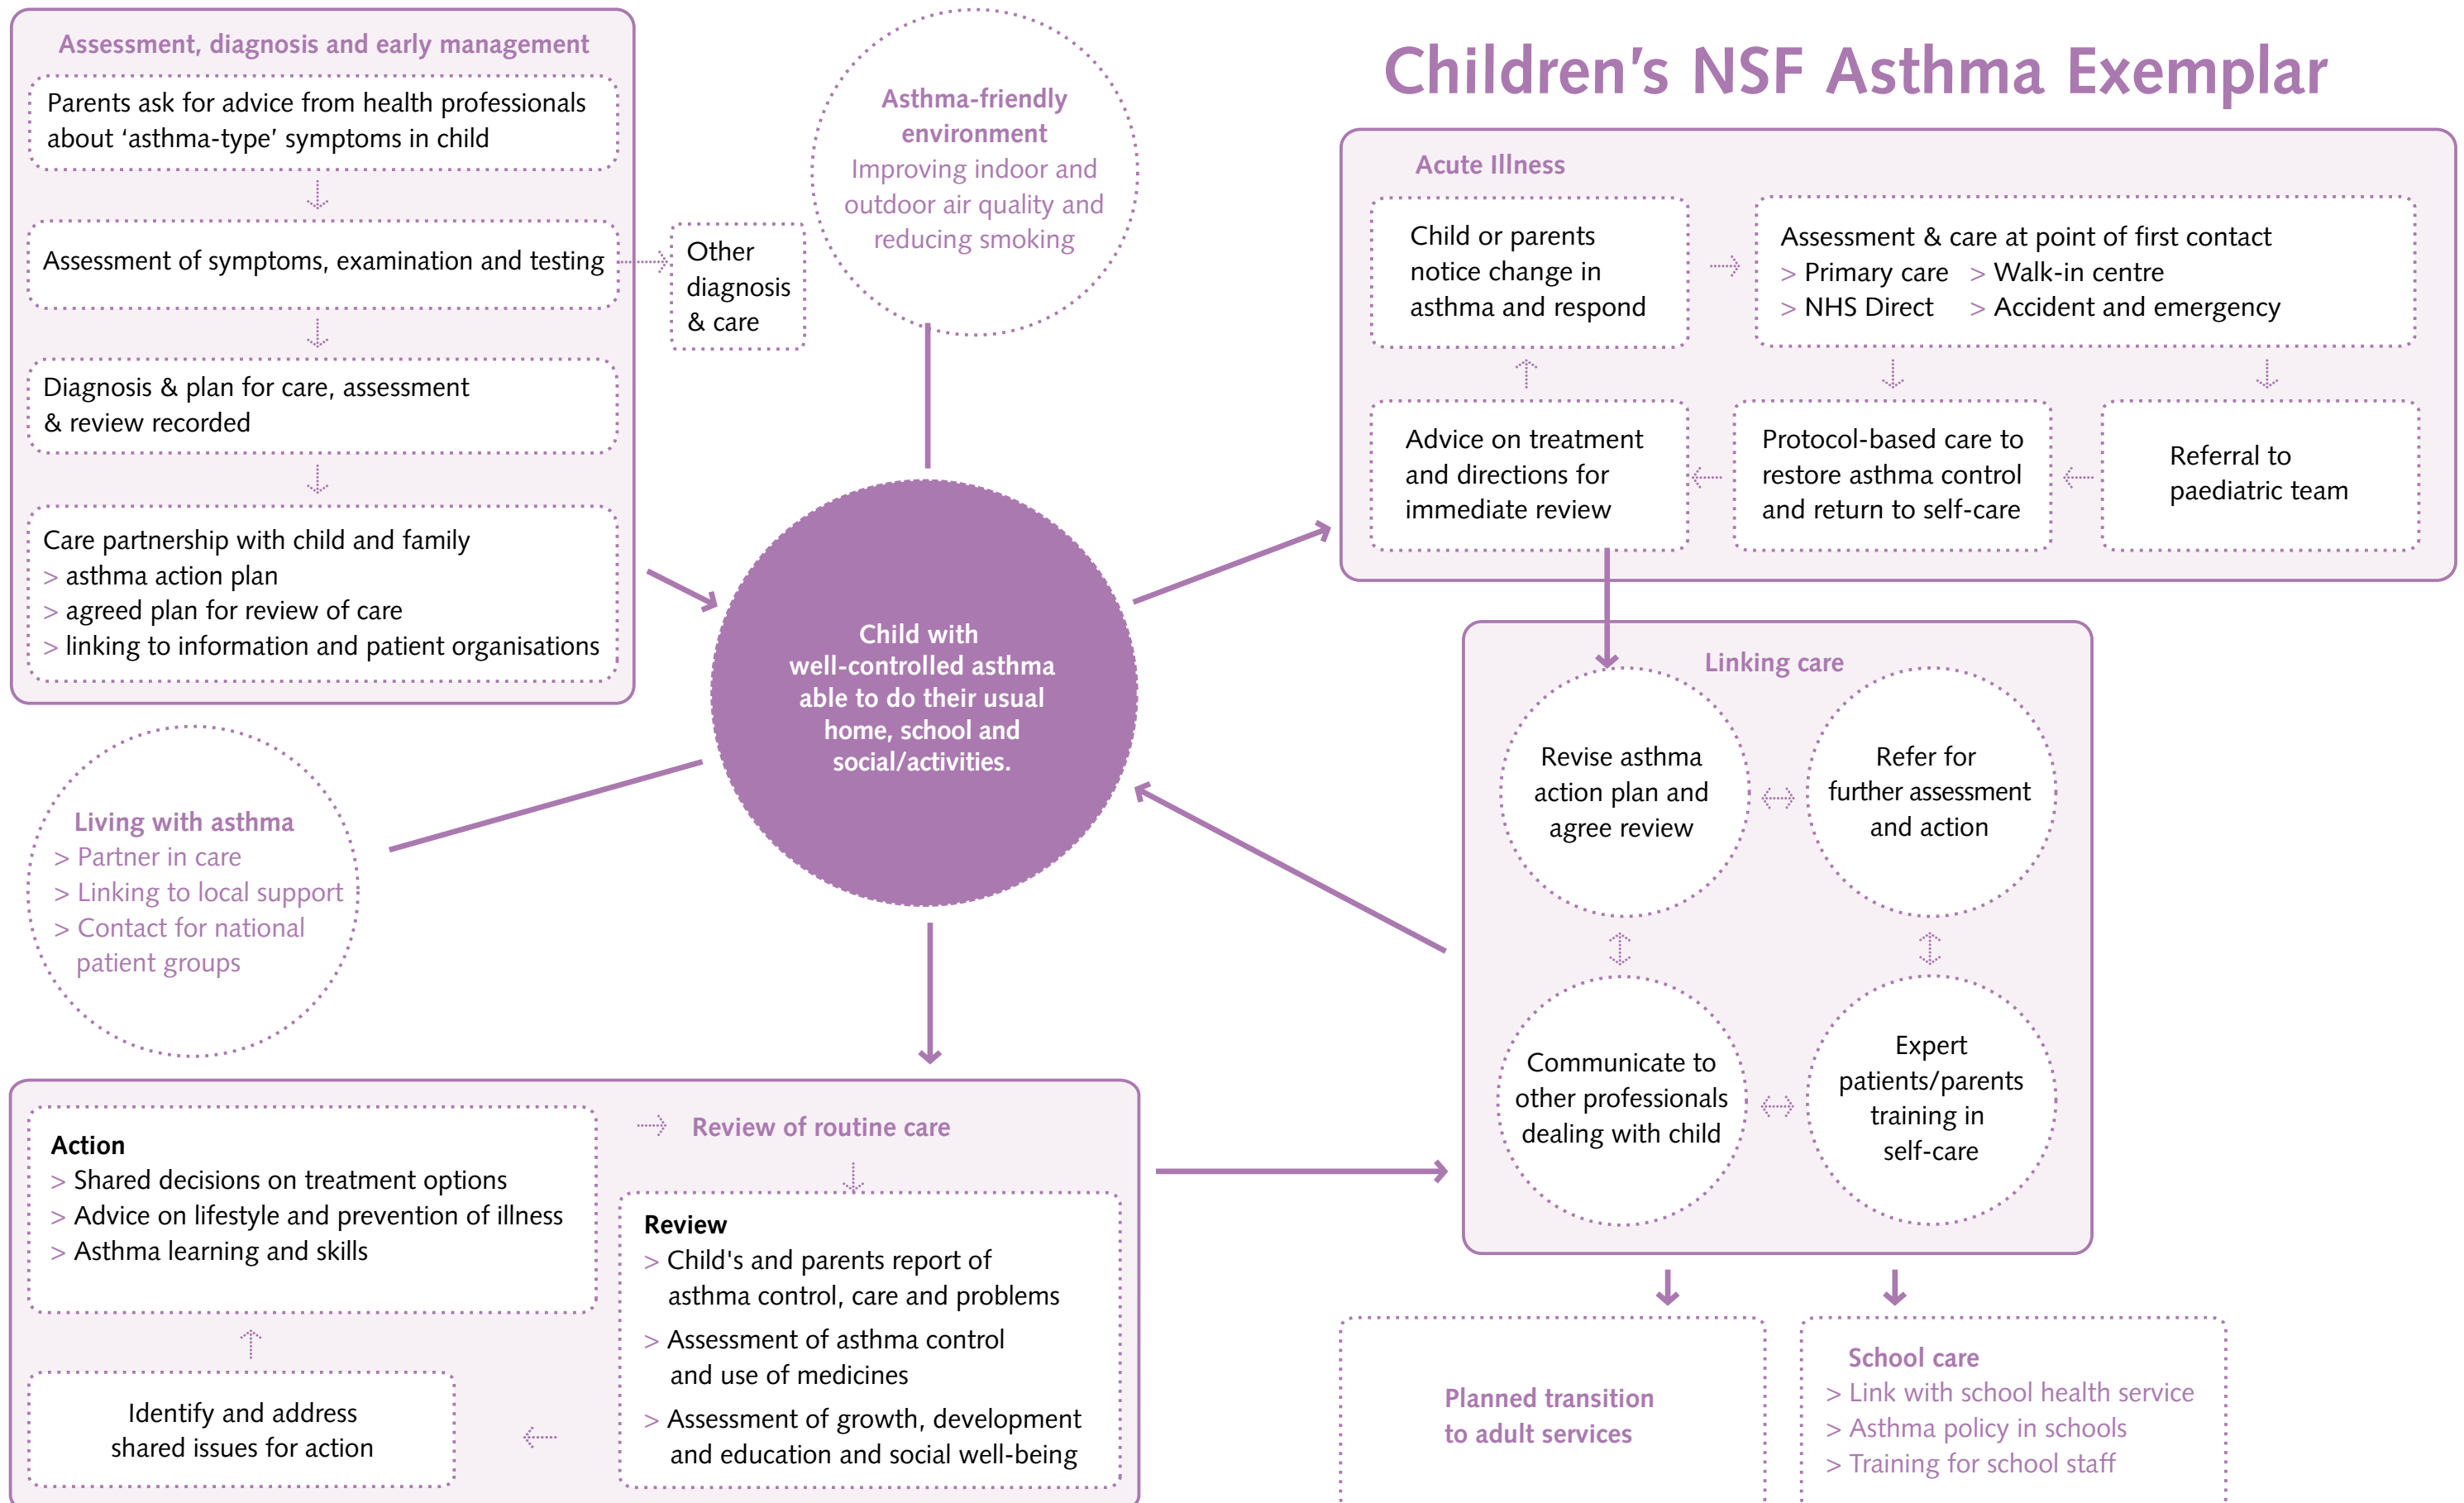 Children's NSF Asthma Exemplar
Assessment, diagnosis and early management
Parents ask for advice from health professionals
about ‘asthma-type’ symptoms in child
Assessment of symptoms, examination and testing
Other
diagnosis
& care
Diagnosis & plan for care, assessment
& review recorded
Care partnership with child and family
> asthma action plan
> agreed plan for review of care
> linking to information and patient organisations
Asthma-friendly
environment
Improving indoor and
outdoor air quality and
reducing smoking
Acute Illness
Child or parents
notice change in
asthma and respond
Assessment & care at point of first contact
> Primary care > Walk-in centre
> NHS Direct > Accident and emergency
Advice on treatment
and directions for
immediate review
Protocol-based care to
restore asthma control
and return to self-care
Referral to
paediatric team
Child with
well-controlled asthma
able to do their usual
home, school and
social/activities.
Living with asthma
> Partner in care
> Linking to local support
> Contact for national
patient groups
Linking care
Revise asthma
action plan and
agree review
Refer for
further assessment
and action
Communicate to
other professionals
dealing with child
Expert
patients/parents
training in
self-care
Review of routine care
Action
> Shared decisions on treatment options
> Advice on lifestyle and prevention of illness
> Asthma learning and skills
Review
> Child's and parents report of
asthma control, care and problems
> Assessment of asthma control
and use of medicines
> Assessment of growth, development
and education and social well-being
Identify and address
shared issues for action
Planned transition
to adult services
School care
> Link with school health service
> Asthma policy in schools
> Training for school staff